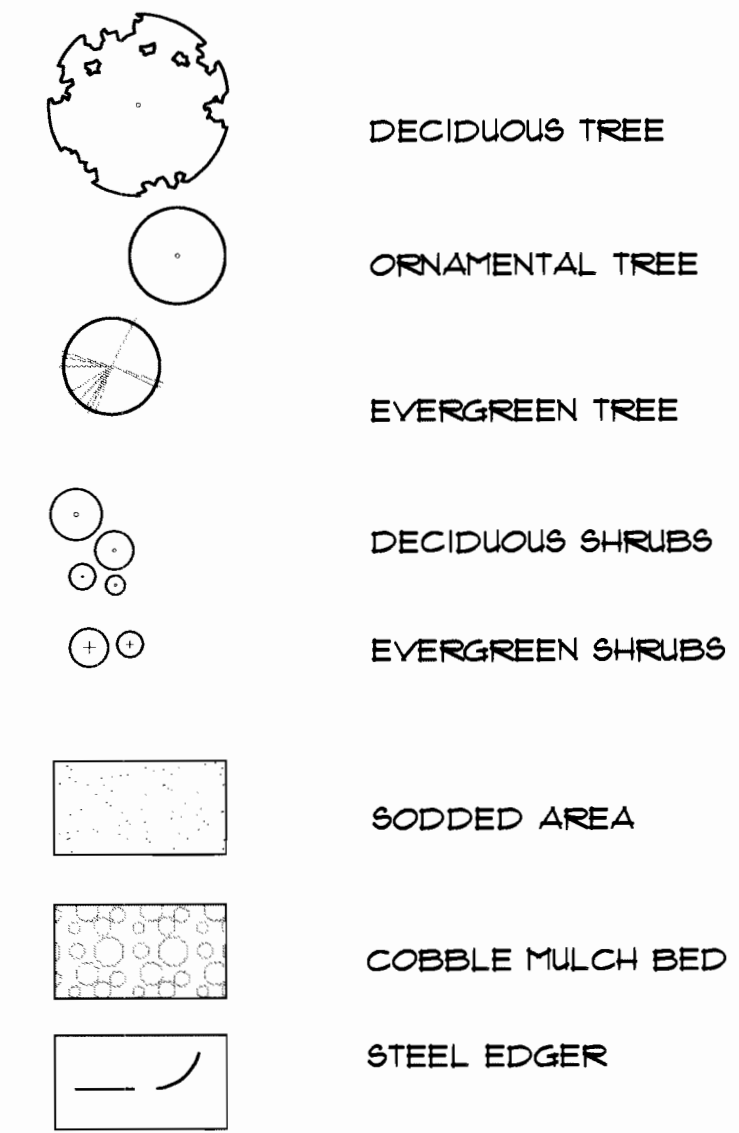 DECIDUOUS TREE
ORNAMENTAL TREE
EVERGREEN TREE
DECIDUOUS SHRUBS
EVERGREEN SHRUBS
SODDED AREA
COBBLE MULCH BED
STEEL EDGER